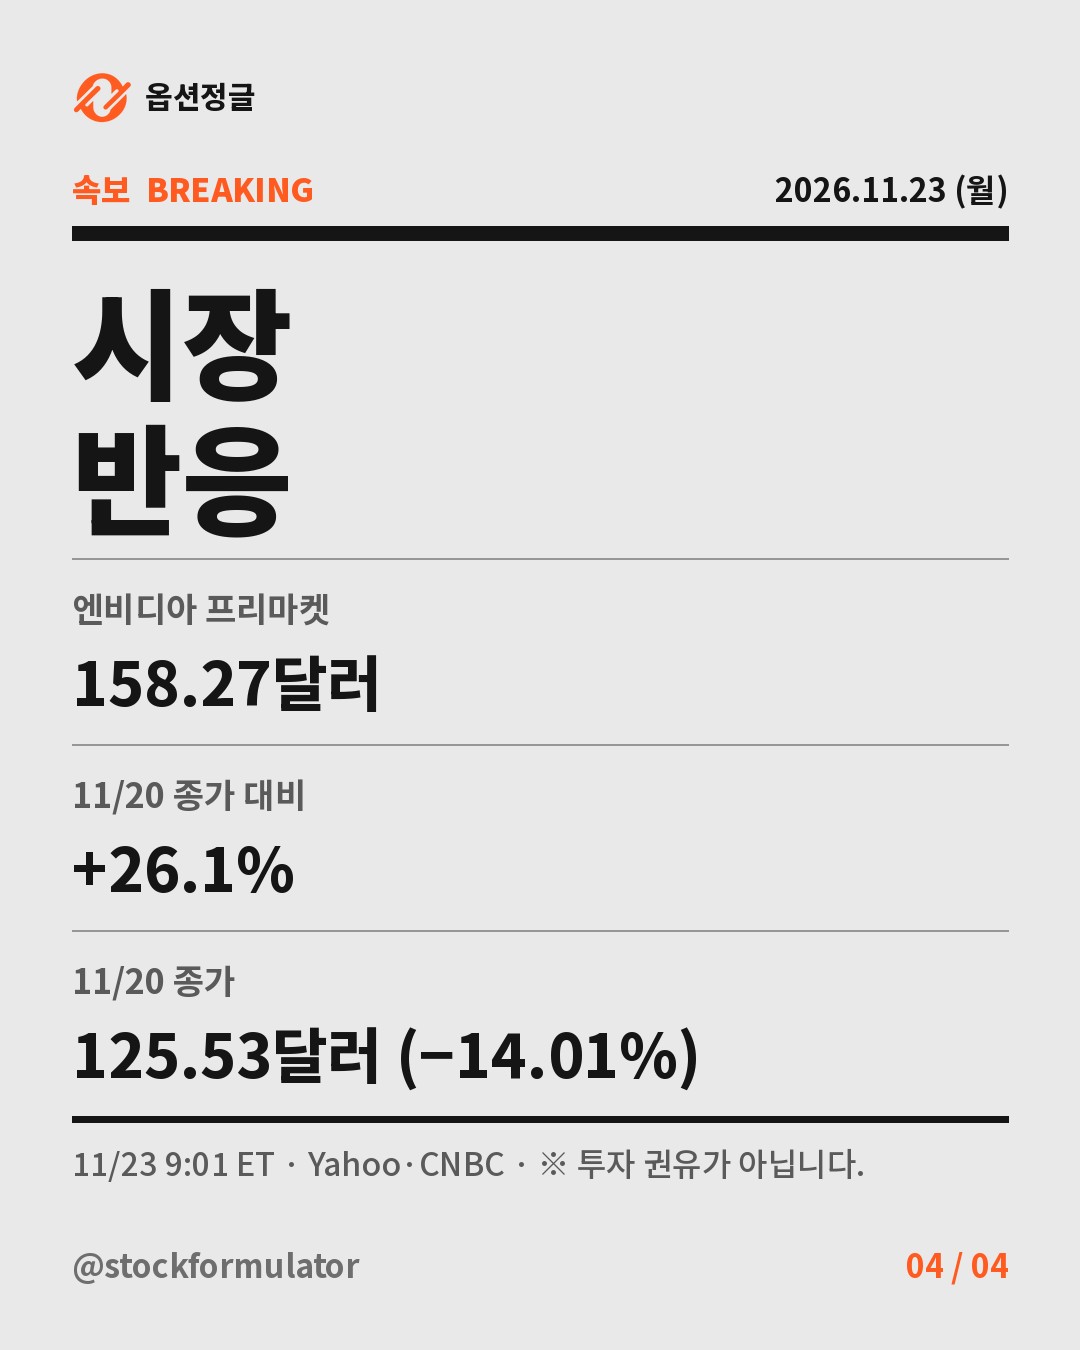 옵션정글
속보 BREAKING
2026.11.23 (월)
시장
반응
엔비디아 프리마켓
158.27달러
11/20 종가 대비
+26.1%
11/20 종가
125.53달러 (−14.01%)
11/23 9:01 ET · Yahoo·CNBC · ※ 투자 권유가 아닙니다.
@stockformulator
04 / 04